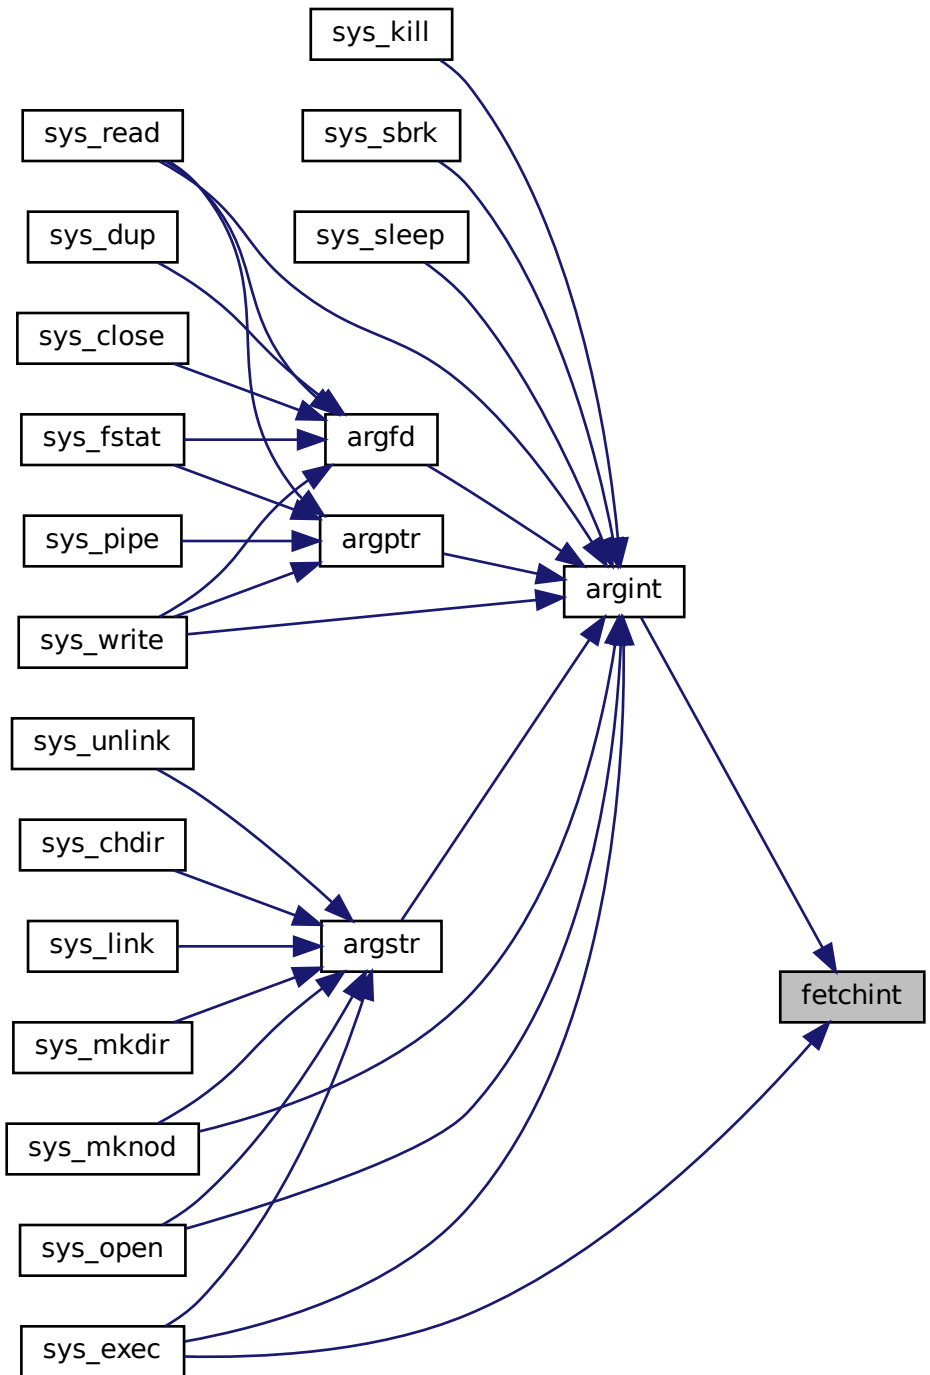 sys_kill
sys_read
sys_sbrk
sys_dup
sys_sleep
sys_close
sys_fstat
argfd
sys_pipe
argptr
argint
sys_write
sys_unlink
sys_chdir
sys_link
argstr
fetchint
sys_mkdir
sys_mknod
sys_open
sys_exec